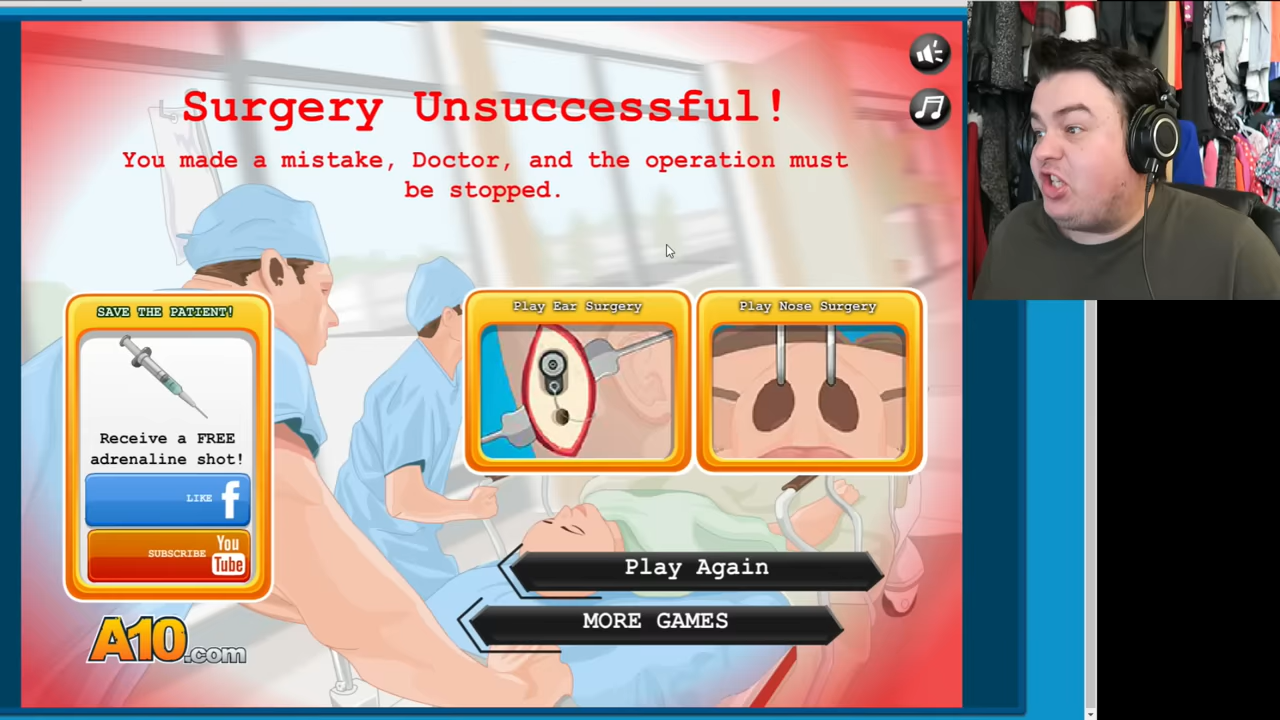 Surgery Unsuccessful!
You made a mistake, Doctor, and the operation must
be stopped.
SAVE THE PATIENT!
Receive a FREE
adrenaline shot!
LIKE f
SUBSCRIBE You
Tube
A10.com
Play Ear Surgery
Play Nose Surgery
Play Again
MORE GAMES